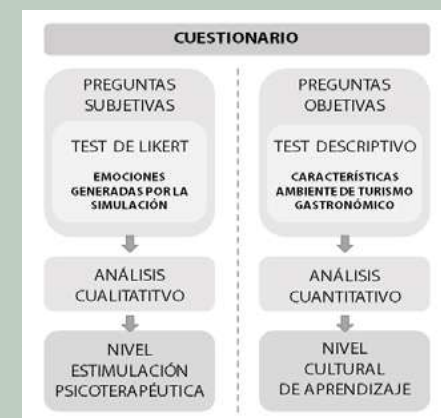 CUESTIONARIO
PREGUNTAS
SUBJETIVAS
TEST DE LIKERT
EMOCIONES
GENERADAS POR LA
SIMULACIÓN
ANÁLISIS
CUALITATITVO
NIVEL
ESTIMULACIÓN
PSICOTERAPÉUTICA
PREGUNTAS
OBJETIVAS
TEST DESCRIPTIVO
CARACTERÍSTICAS
AMBIENTE DE TURISMO
GASTRONÓMICO
ANÁLISIS
CUANTITATIVO
NIVEL
CULTURAL
DE APRENDIZAJE